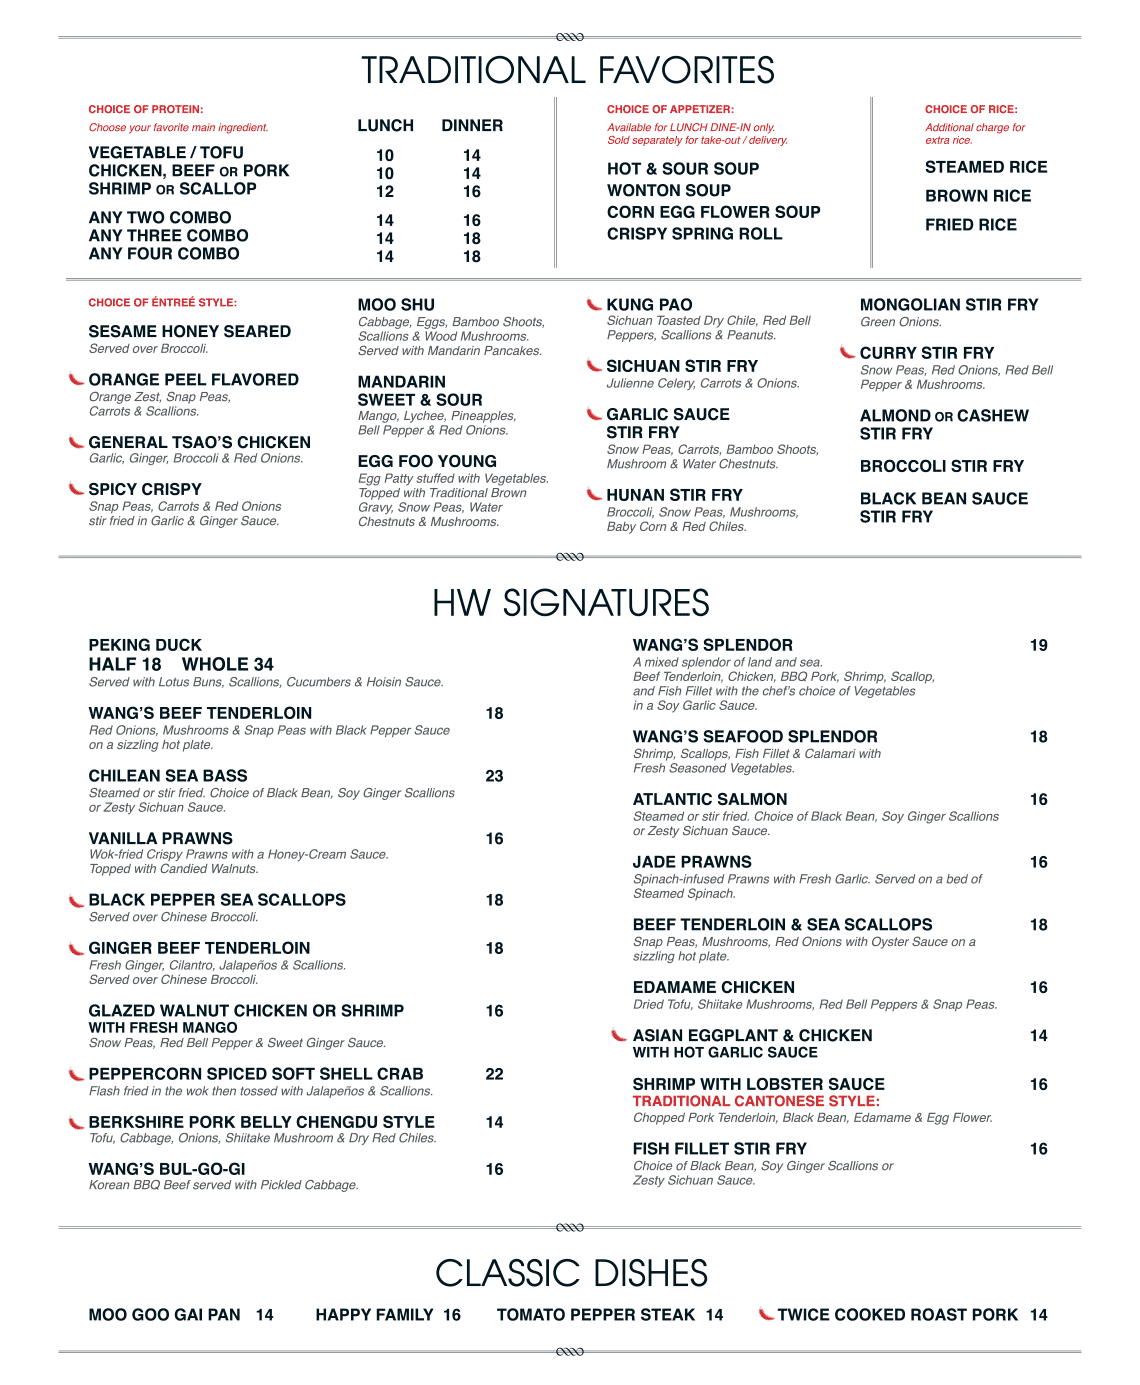 TRADITIONAL FAVORITES
CHOICE OF PROTEIN:
Choose your favorite main ingredient.
LUNCH DINNER
VEGETABLE / TOFU 10 14
CHICKEN, BEEF OR PORK 10 14
SHRIMP OR SCALLOP 12 16
ANY TWO COMBO 14 16
ANY THREE COMBO 14 18
ANY FOUR COMBO 14 18
CHOICE OF APPETIZER:
Available for LUNCH DINE-IN only.
Sold separately for take-out / delivery.
HOT & SOUR SOUP
WONTON SOUP
CORN EGG FLOWER SOUP
CRISPY SPRING ROLL
CHOICE OF RICE:
Additional charge for
extra rice.
STEAMED RICE
BROWN RICE
FRIED RICE
CHOICE OF ÉNTREÉ STYLE:
SESAME HONEY SEARED
Served over Broccoli.
ORANGE PEEL FLAVORED
Orange Zest, Snap Peas,
Carrots & Scallions.
GENERAL TSAO'S CHICKEN
Garlic, Ginger, Broccoli & Red Onions.
SPICY CRISPY
Snap Peas, Carrots & Red Onions
stir fried in Garlic & Ginger Sauce.
MOO SHU
Cabbage, Eggs, Bamboo Shoots,
Scallions & Wood Mushrooms.
Served with Mandarin Pancakes.
MANDARIN
SWEET & SOUR
Mango, Lychee, Pineapples,
Bell Pepper & Red Onions.
EGG FOO YOUNG
Egg Patty stuffed with Vegetables.
Topped with Traditional Brown
Gravy, Snow Peas, Water
Chestnuts & Mushrooms.
KUNG PAO
Sichuan Toasted Dry Chile, Red Bell
Peppers, Scallions & Peanuts.
SICHUAN STIR FRY
Julienne Celery, Carrots & Onions.
GARLIC SAUCE
STIR FRY
Snow Peas, Carrots, Bamboo Shoots,
Mushroom & Water Chestnuts.
HUNAN STIR FRY
Broccoli, Snow Peas, Mushrooms,
Baby Corn & Red Chiles.
MONGOLIAN STIR FRY
Green Onions.
CURRY STIR FRY
Snow Peas, Red Onions, Red Bell
Pepper & Mushrooms.
ALMOND OR CASHEW
STIR FRY
BROCCOLI STIR FRY
BLACK BEAN SAUCE
STIR FRY
HW SIGNATURES
PEKING DUCK
HALF 18 WHOLE 34
Served with Lotus Buns, Scallions, Cucumbers & Hoisin Sauce.
WANG'S BEEF TENDERLOIN 18
Red Onions, Mushrooms & Snap Peas with Black Pepper Sauce
on a sizzling hot plate.
CHILEAN SEA BASS 23
Steamed or stir fried. Choice of Black Bean, Soy Ginger Scallions
or Zesty Sichuan Sauce.
VANILLA PRAWNS 16
Wok-fried Crispy Prawns with a Honey-Cream Sauce.
Topped with Candied Walnuts.
BLACK PEPPER SEA SCALLOPS 18
Served over Chinese Broccoli.
GINGER BEEF TENDERLOIN 18
Fresh Ginger, Cilantro, Jalapeños & Scallions.
Served over Chinese Broccoli.
GLAZED WALNUT CHICKEN OR SHRIMP 16
WITH FRESH MANGO
Snow Peas, Red Bell Pepper & Sweet Ginger Sauce.
PEPPERCORN SPICED SOFT SHELL CRAB 22
Flash fried in the wok then tossed with Jalapeños & Scallions.
BERKSHIRE PORK BELLY CHENGDU STYLE 14
Tofu, Cabbage, Onions, Shiitake Mushroom & Dry Red Chiles.
WANG'S BUL-GO-GI 16
Korean BBQ Beef served with Pickled Cabbage.
WANG'S SPLENDOR 19
A mixed splendor of land and sea.
Beef Tenderloin, Chicken, BBQ Pork, Shrimp, Scallop,
and Fish Fillet with the chef's choice of Vegetables
in a Soy Garlic Sauce.
WANG'S SEAFOOD SPLENDOR 18
Shrimp, Scallops, Fish Fillet & Calamari with
Fresh Seasoned Vegetables.
ATLANTIC SALMON 16
Steamed or stir fried. Choice of Black Bean, Soy Ginger Scallions
or Zesty Sichuan Sauce.
JADE PRAWNS 16
Spinach-infused Prawns with Fresh Garlic. Served on a bed of
Steamed Spinach.
BEEF TENDERLOIN & SEA SCALLOPS 18
Snap Peas, Mushrooms, Red Onions with Oyster Sauce on a
sizzling hot plate.
EDAMAME CHICKEN 16
Dried Tofu, Shiitake Mushrooms, Red Bell Peppers & Snap Peas.
ASIAN EGGPLANT & CHICKEN 14
WITH HOT GARLIC SAUCE
SHRIMP WITH LOBSTER SAUCE 16
TRADITIONAL CANTONESE STYLE:
Chopped Pork Tenderloin, Black Bean, Edamame & Egg Flower.
FISH FILLET STIR FRY 16
Choice of Black Bean, Soy Ginger Scallions or
Zesty Sichuan Sauce.
CLASSIC DISHES
MOO GOO GAI PAN 14 HAPPY FAMILY 16 TOMATO PEPPER STEAK 14 TWICE COOKED ROAST PORK 14